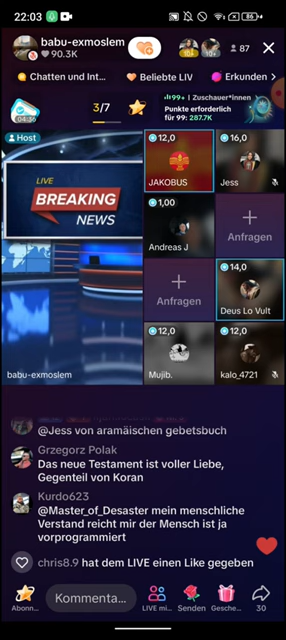 22:03
86
babu-exmoslem
90.3K
10+
10+
87
Chatten und Int...
Beliebte LIV
Erkunden
04:36
3/7
99+ | Zuschauer*innen
Punkte erforderlich
für 99: 287.7K
Host
LIVE
BREAKING
NEWS
babu-exmoslem
12,0
JAKOBUS
16,0
Jess
1,00
Andreas J
Anfragen
Anfragen
14,0
Deus Lo Vult
12,0
Mujib.
12,0
kalo_4721
@Jess von aramäischen gebetsbuch
Grzegorz Polak
Das neue Testament ist voller Liebe,
Gegenteil von Koran
Kurdo623
@Master_of_Desaster mein menschliche
Verstand reicht mir der Mensch ist ja
vorprogrammiert
chris8.9 hat dem LIVE einen Like gegeben
Abonn...
Kommenta...
LIVE mi...
Senden
Gesche...
30